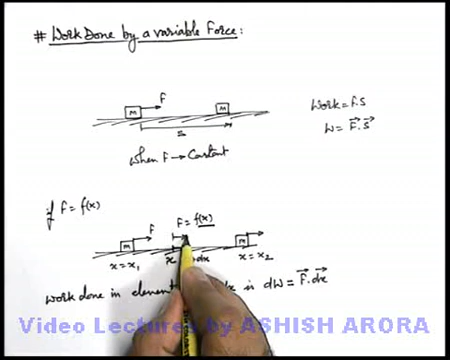 # Work Done by a variable Force:
F
M M
S
Work = F.S
W = F⃗.S⃗
when F → Constant
if F = f(x)
F = f(x)
F
M M
x = x₁ x dx x = x₂
work done in element dx is dW = F⃗.dx⃗
Video Lectures by ASHISH ARORA